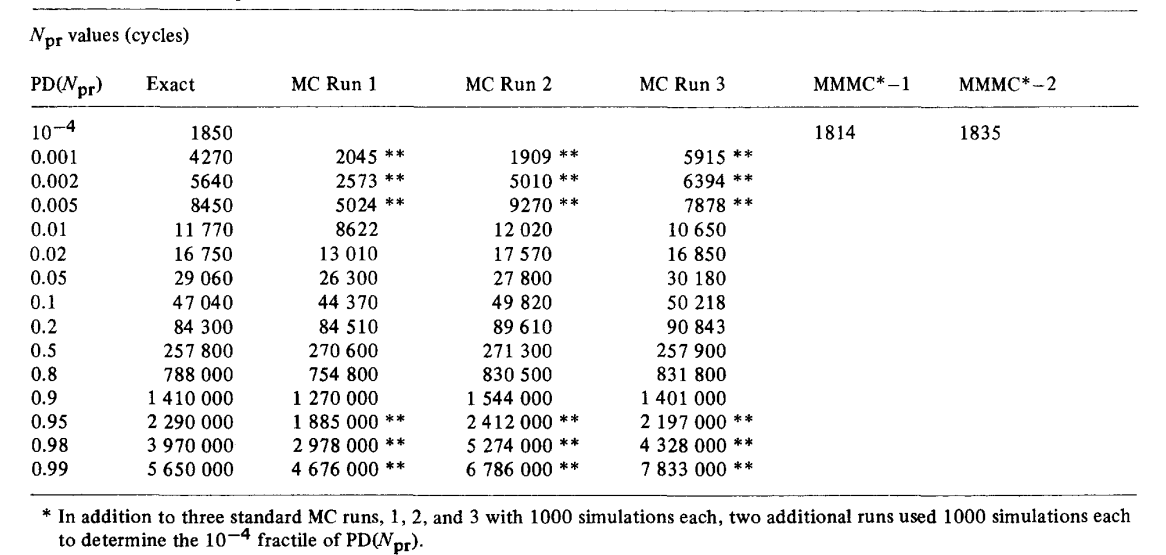 Npr values (cycles)
PD(Npr) Exact MC Run 1 MC Run 2 MC Run 3 MMMC*−1 MMMC*−2
10−4 1850 1814 1835
0.001 4270 2045 ** 1909 ** 5915 **
0.002 5640 2573 ** 5010 ** 6394 **
0.005 8450 5024 ** 9270 ** 7878 **
0.01 11 770 8622 12 020 10 650
0.02 16 750 13 010 17 570 16 850
0.05 29 060 26 300 27 800 30 180
0.1 47 040 44 370 49 820 50 218
0.2 84 300 84 510 89 610 90 843
0.5 257 800 270 600 271 300 257 900
0.8 788 000 754 800 830 500 831 800
0.9 1 410 000 1 270 000 1 544 000 1 401 000
0.95 2 290 000 1 885 000 ** 2 412 000 ** 2 197 000 **
0.98 3 970 000 2 978 000 ** 5 274 000 ** 4 328 000 **
0.99 5 650 000 4 676 000 ** 6 786 000 ** 7 833 000 **
* In addition to three standard MC runs, 1, 2, and 3 with 1000 simulations each, two additional runs used 1000 simulations each
to determine the 10−4 fractile of PD(Npr).